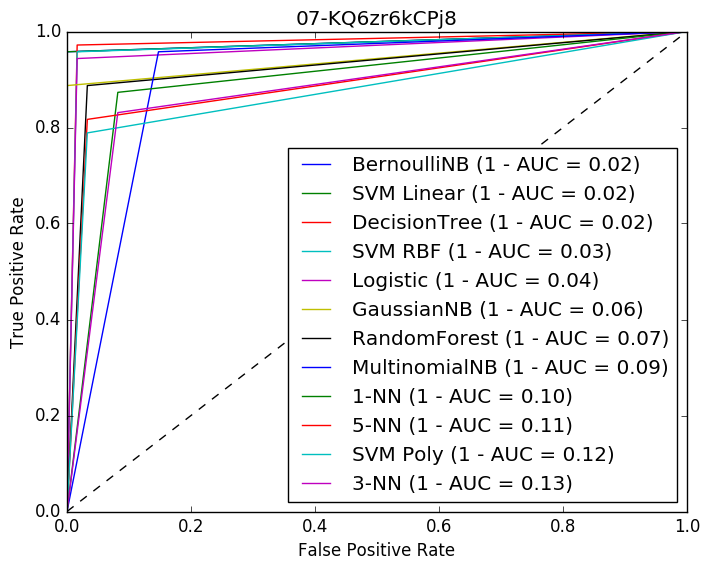 07-KQ6zr6kCPj8
1.0
0.8
0.6
0.4
0.2
0.0
True Positive Rate
BernoulliNB (1 - AUC = 0.02)
SVM Linear (1 - AUC = 0.02)
DecisionTree (1 - AUC = 0.02)
SVM RBF (1 - AUC = 0.03)
Logistic (1 - AUC = 0.04)
GaussianNB (1 - AUC = 0.06)
RandomForest (1 - AUC = 0.07)
MultinomialNB (1 - AUC = 0.09)
1-NN (1 - AUC = 0.10)
5-NN (1 - AUC = 0.11)
SVM Poly (1 - AUC = 0.12)
3-NN (1 - AUC = 0.13)
0.0 0.2 0.4 0.6 0.8 1.0
False Positive Rate